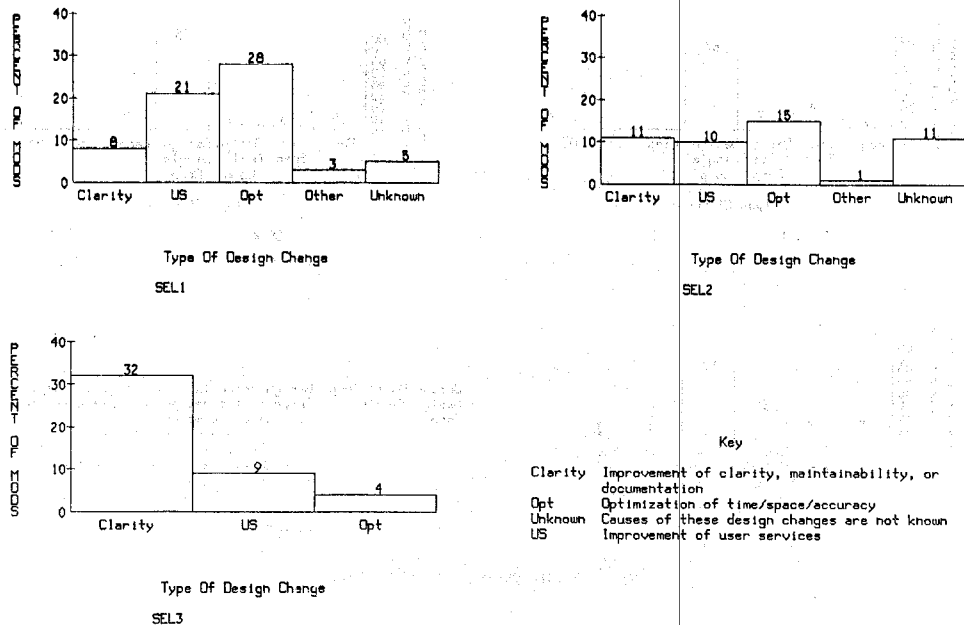 PERCENT OF MODS
40
30
20
10
0
8
21
28
3
5
Clarity US Opt Other Unknown
Type Of Design Change
SEL1
PERCENT OF MODS
40
30
20
10
0
11
10
15
1
11
Clarity US Opt Other Unknown
Type Of Design Change
SEL2
PERCENT OF MODS
40
30
20
10
0
32
9
4
Clarity US Opt
Type Of Design Change
SEL3
Key
Clarity Improvement of clarity, maintainability, or
documentation
Opt Optimization of time/space/accuracy
Unknown Causes of these design changes are not known
US Improvement of user services